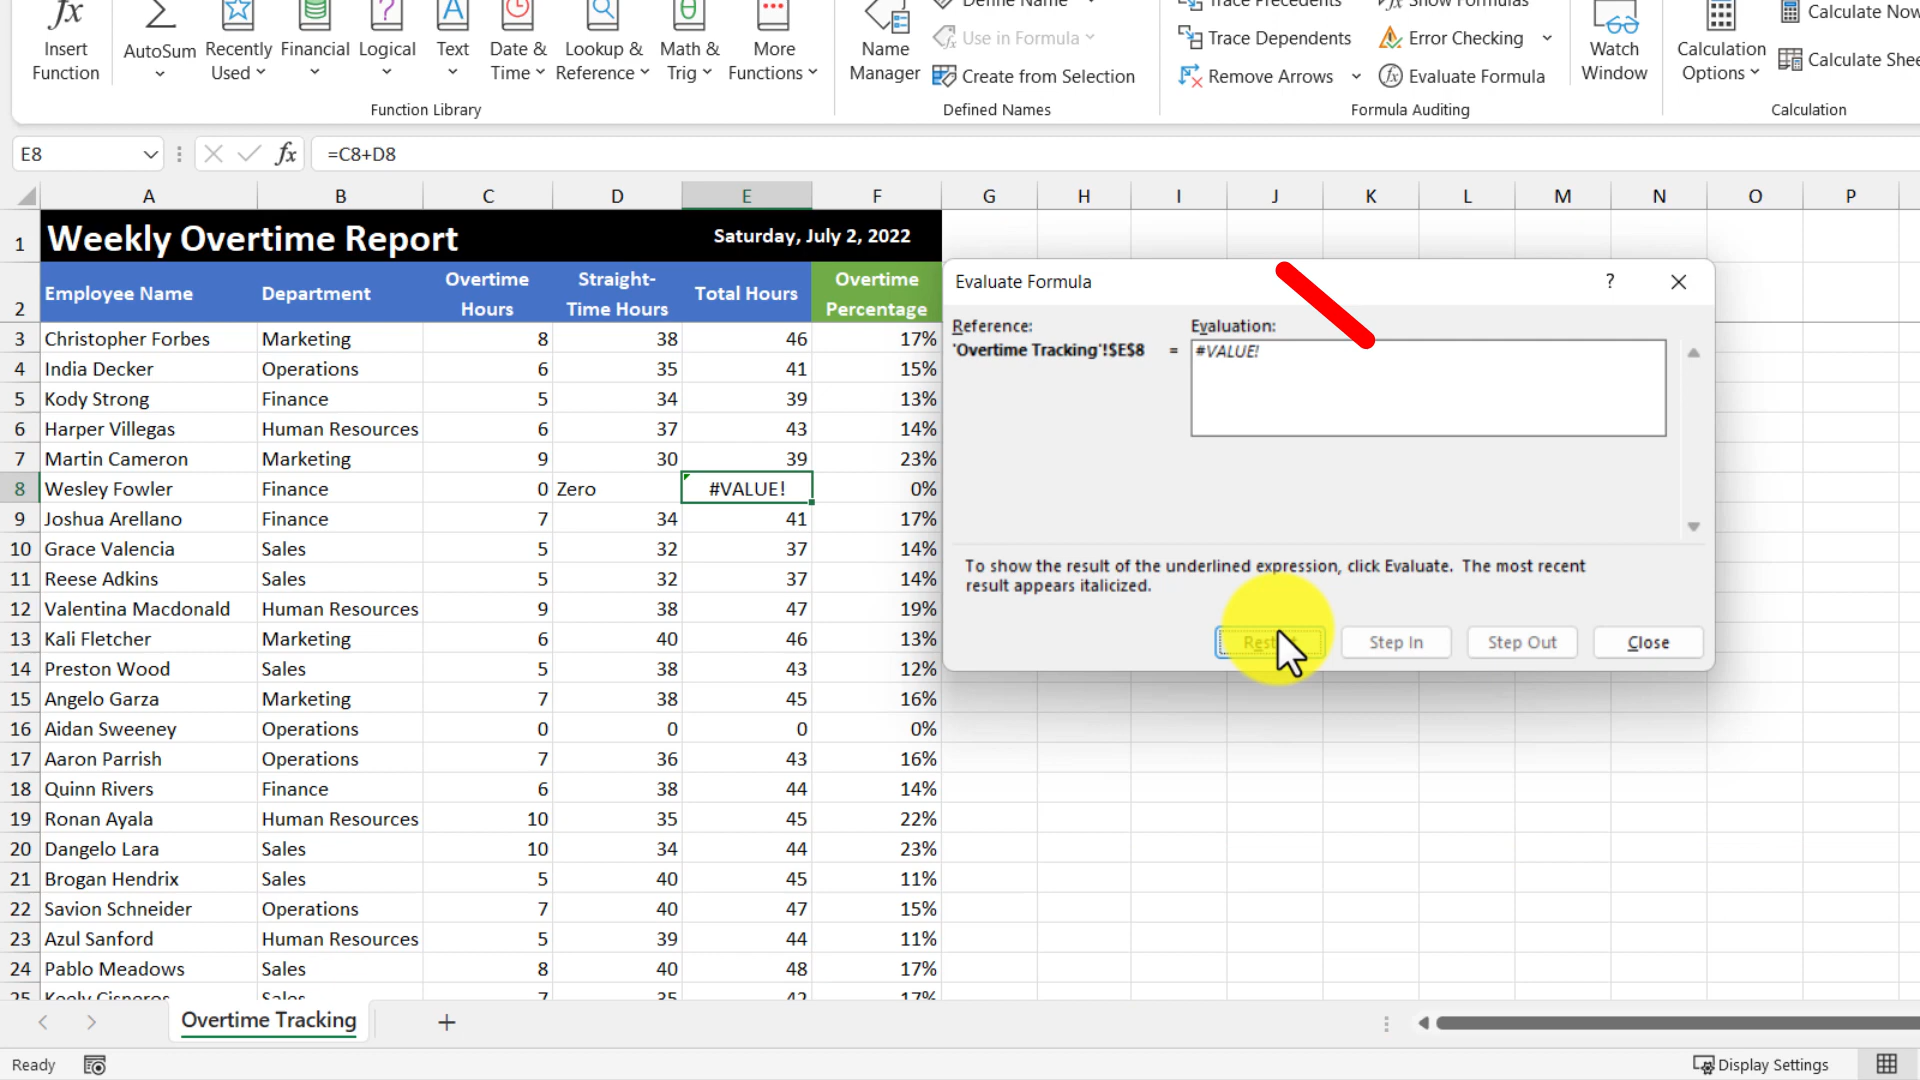 Define Name
Trace Precedents
Show Formulas
Calculate Now
fx
AutoSum
Use in Formula
Trace Dependents
Error Checking
Insert
Function
Recently
Used
Financial
Logical
Text
Date &
Time
Lookup &
Reference
Math &
Trig
More
Functions
Name
Manager
Create from Selection
Remove Arrows
Evaluate Formula
Watch
Window
Calculation
Options
Function Library
Defined Names
Formula Auditing
Calculation
E8
fx
=C8+D8
A B C D E F G H I J K L M N O P
1 Weekly Overtime Report Saturday, July 2, 2022
2 Employee Name Department Overtime Hours Straight-Time Hours Total Hours Overtime Percentage
3 Christopher Forbes Marketing 8 38 46 17%
4 India Decker Operations 6 35 41 15%
5 Kody Strong Finance 5 34 39 13%
6 Harper Villegas Human Resources 6 37 43 14%
7 Martin Cameron Marketing 9 30 39 23%
8 Wesley Fowler Finance 0 Zero #VALUE! 0%
9 Joshua Arellano Finance 7 34 41 17%
10 Grace Valencia Sales 5 32 37 14%
11 Reese Adkins Sales 5 32 37 14%
12 Valentina Macdonald Human Resources 9 38 47 19%
13 Kali Fletcher Marketing 6 40 46 13%
14 Preston Wood Sales 5 38 43 12%
15 Angelo Garza Marketing 7 38 45 16%
16 Aidan Sweeney Operations 0 0 0 0%
17 Aaron Parrish Operations 7 36 43 16%
18 Quinn Rivers Finance 6 38 44 14%
19 Ronan Ayala Human Resources 10 35 45 22%
20 Dangelo Lara Sales 10 34 44 23%
21 Brogan Hendrix Sales 5 40 45 11%
22 Savion Schneider Operations 7 40 47 15%
23 Azul Sanford Human Resources 5 39 44 11%
24 Pablo Meadows Sales 8 40 48 17%
25 Keely Cisneros Sales 7 35 42 17%
Evaluate Formula ?
Reference: Evaluation:
'Overtime Tracking'!$E$8 = #VALUE!
To show the result of the underlined expression, click Evaluate. The most recent
result appears italicized.
Step In Step Out Close
Overtime Tracking
Ready
Display Settings